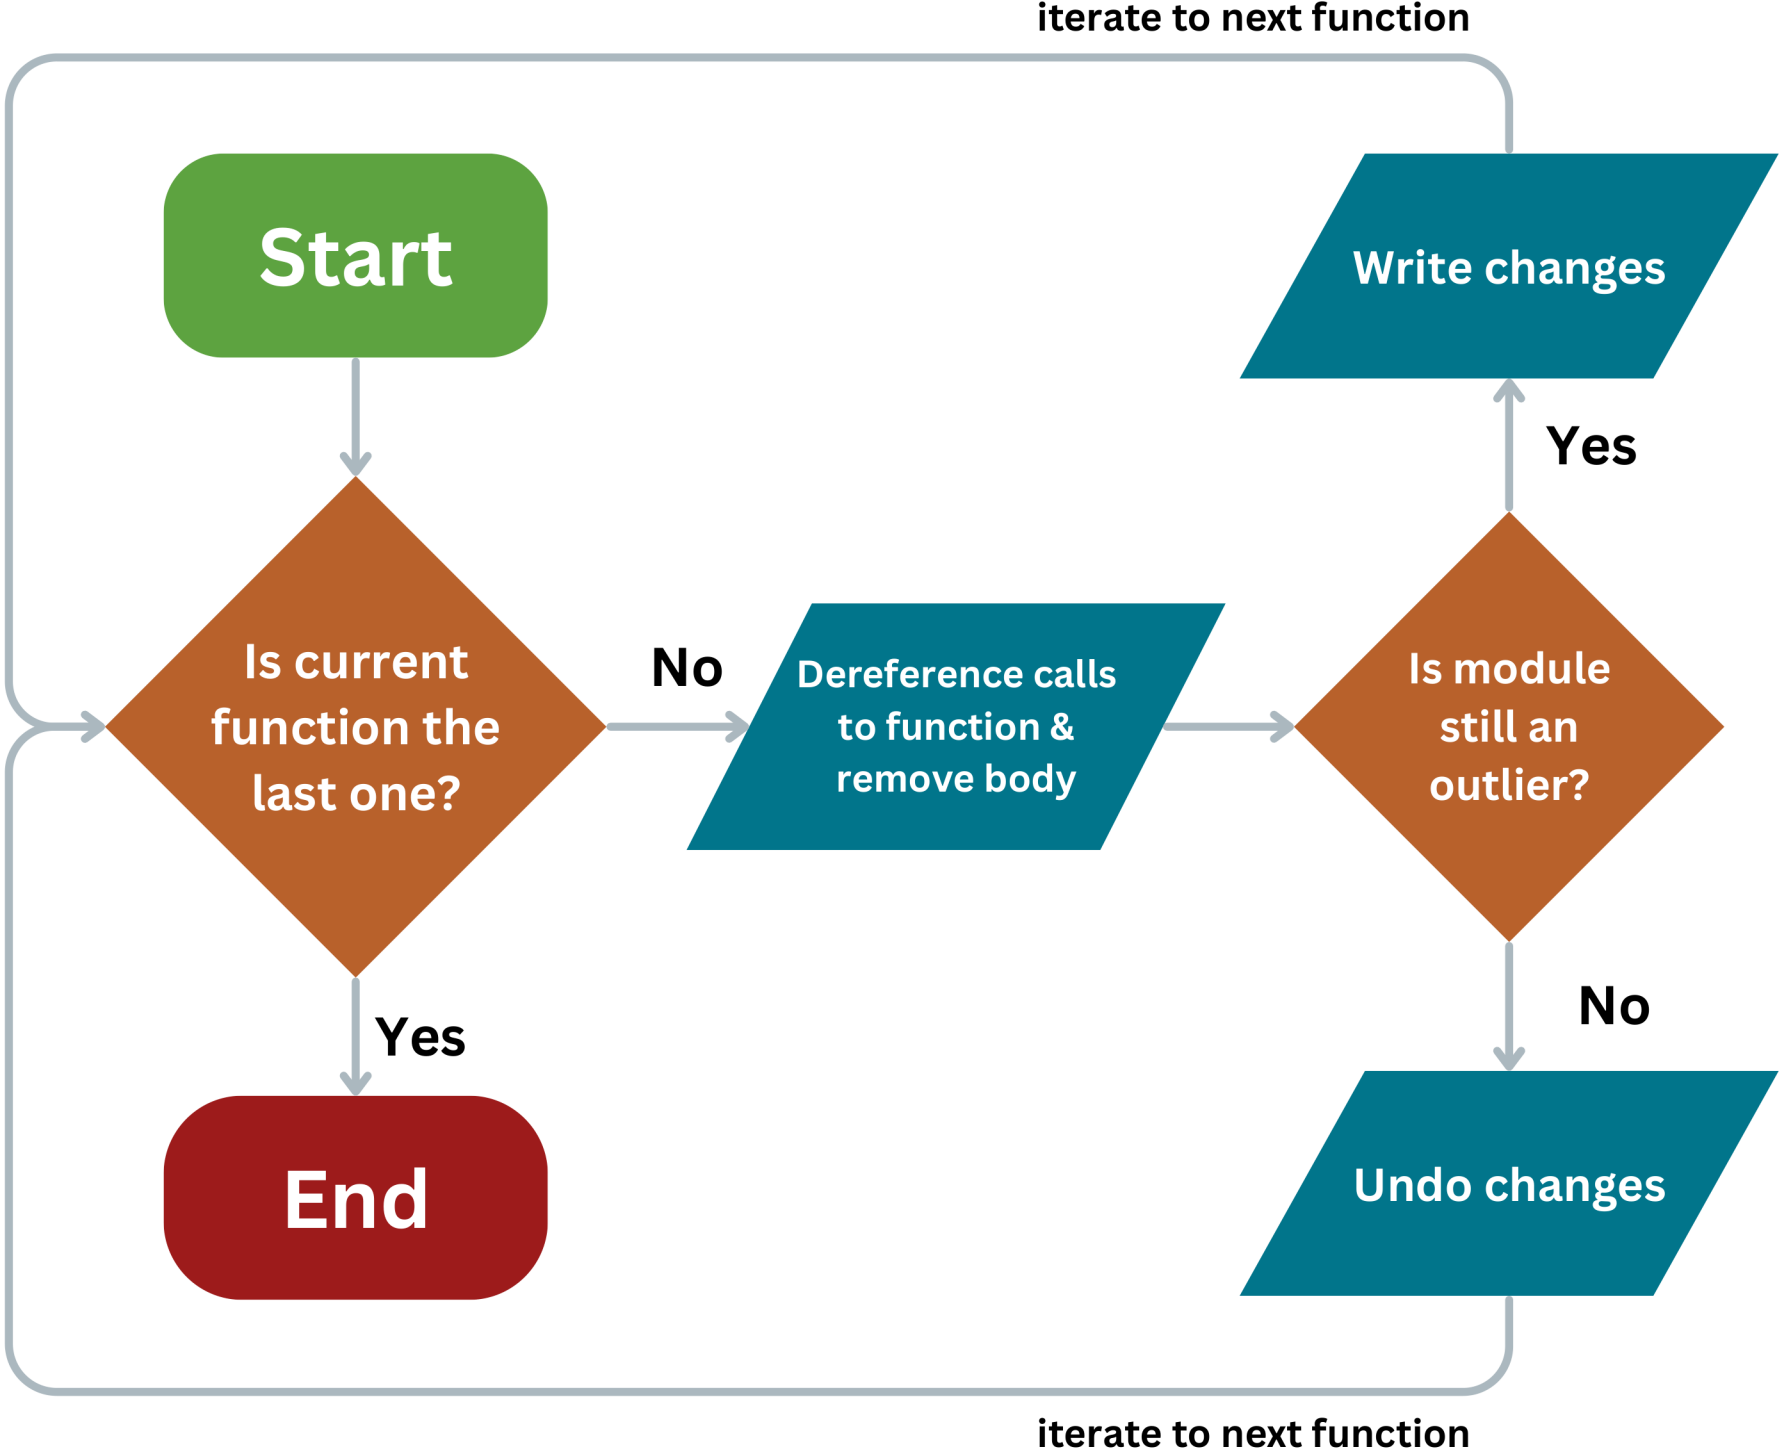 iterate to next function
Start
Write changes
Yes
Is current
function the
last one?
No
Dereference calls
to function &
remove body
Is module
still an
outlier?
Yes
No
End
Undo changes
iterate to next function